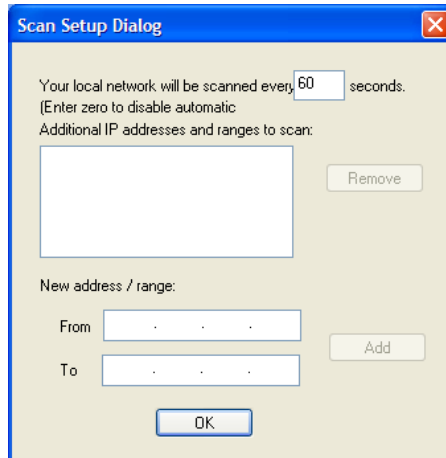 Scan Setup Dialog
Your local network will be scanned every 60 seconds.
(Enter zero to disable automatic
Additional IP addresses and ranges to scan:
Remove
New address / range:
From . . .
Add
To . . .
OK